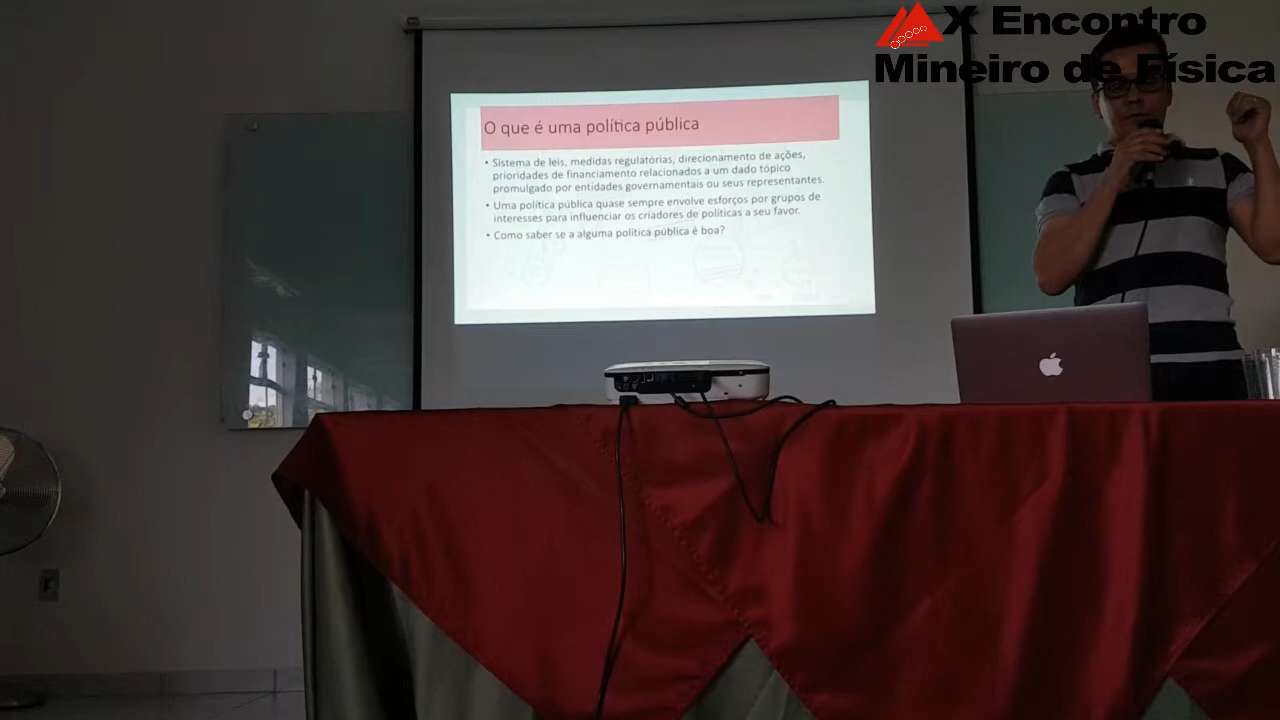 X Encontro
Mineiro de Física
O que é uma política pública
• Sistema de leis, medidas regulatórias, direcionamento de ações,
prioridades de financiamento relacionados a um dado tópico
promulgado por entidades governamentais ou seus representantes.
• Uma política pública quase sempre envolve esforços por grupos de
interesses para influenciar os criadores de políticas a seu favor.
• Como saber se a alguma política pública é boa?